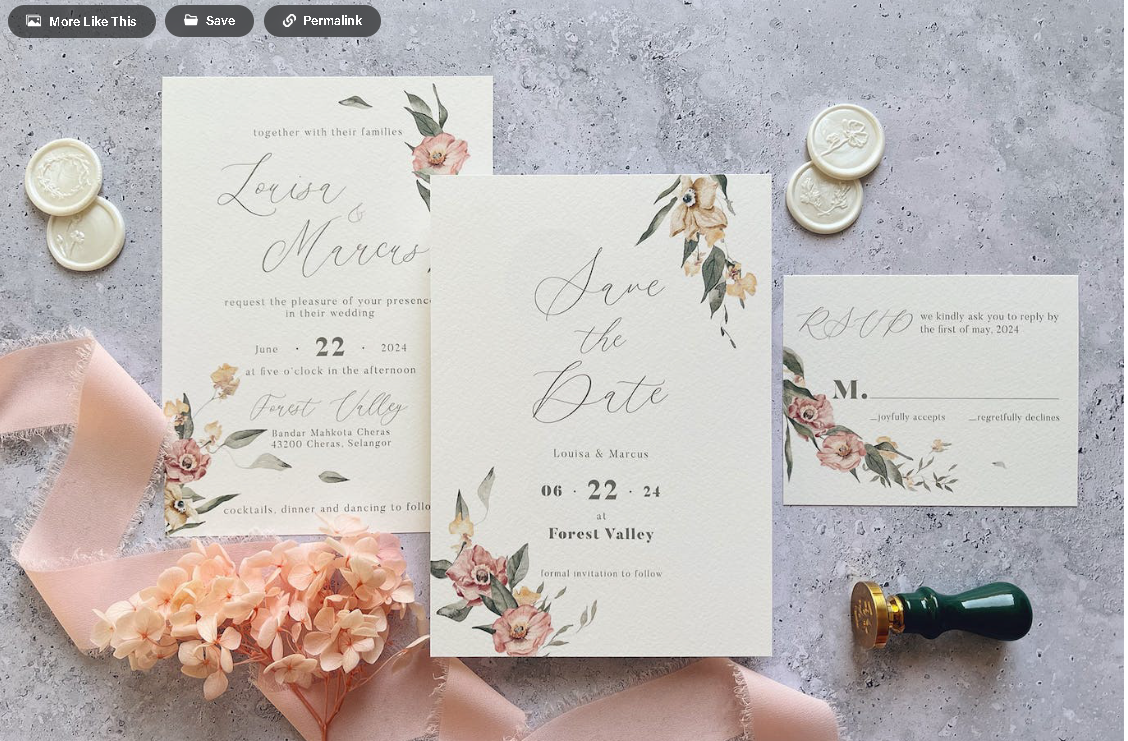 More Like This
Save
Permalink
together with their families
Louisa
&
Marcus
request the pleasure of your presence
in their wedding
June · 22 · 2024
at five o'clock in the afternoon
Forest Valley
Bandar Mahkota Cheras
43200 Cheras, Selangor
cocktails, dinner and dancing to follo
Save
the
Date
Louisa & Marcus
06 · 22 · 24
at
Forest Valley
formal invitation to follow
RSVP
we kindly ask you to reply by
the first of may, 2024
M.
_joyfully accepts _regretfully declines